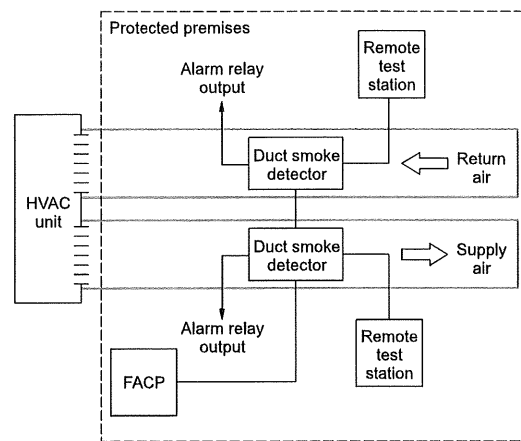 Protected premises
Remote
test
station
Alarm relay
output
Duct smoke
detector
Return
air
HVAC
unit
Duct smoke
detector
Supply
air
Alarm relay
output
Remote
test
station
FACP